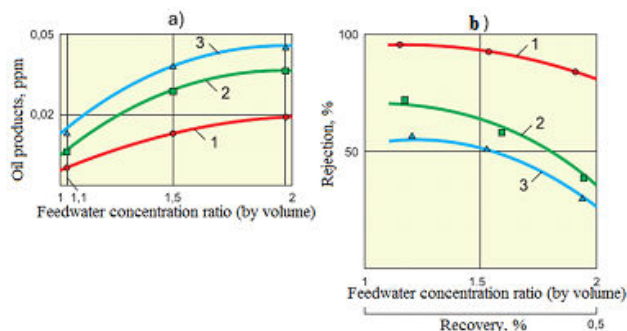 a)
0,05
0,02
Oil products, ppm
3
2
1
1
1,1
1,5
2
Feedwater concentration ratio (by volume)
b)
100
50
Rejection, %
1
2
3
1
1.5
2
Feedwater concentration ratio (by volume)
1
0,5
Recovery, %